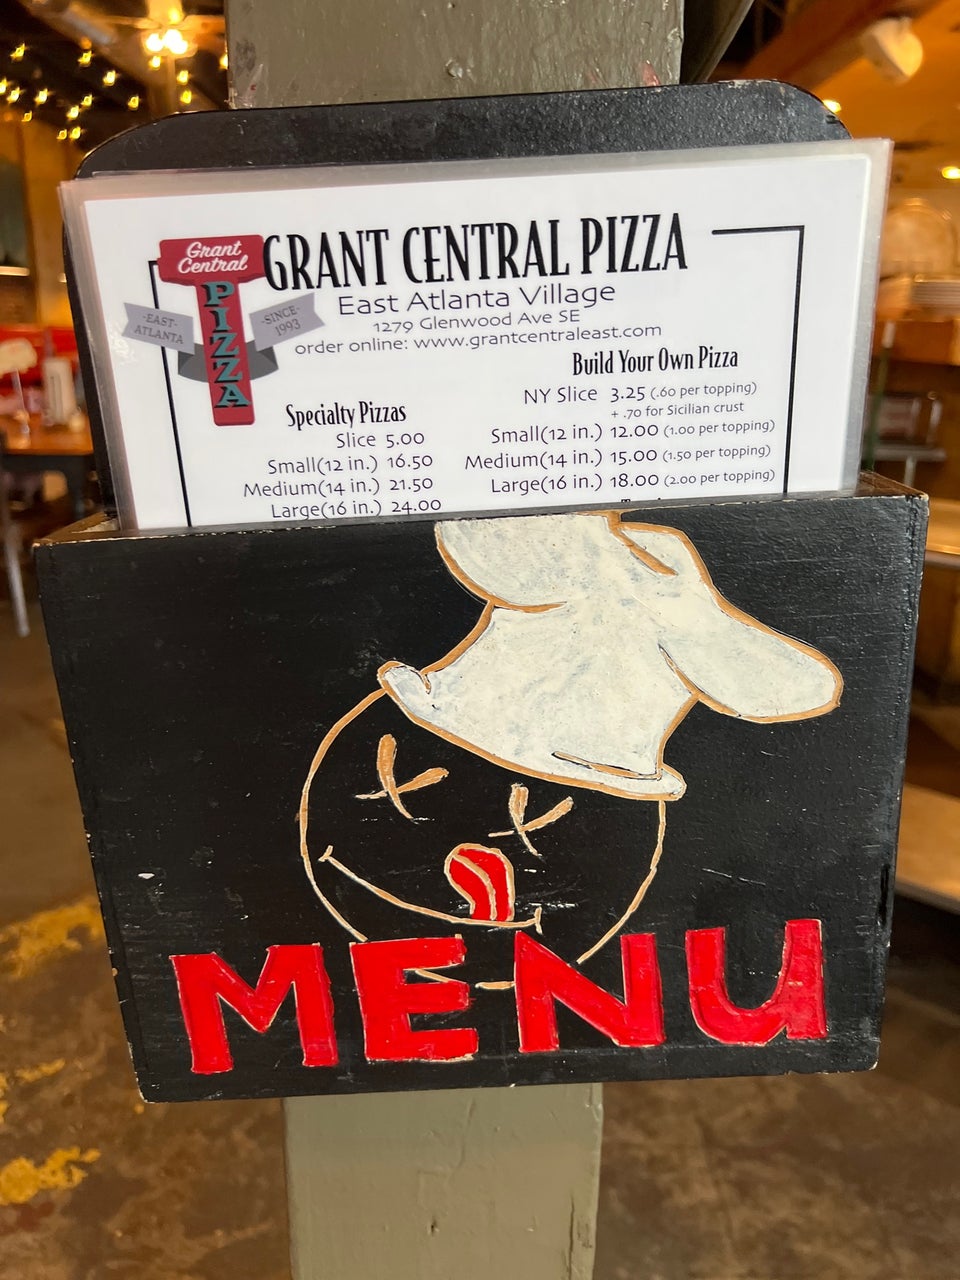 GRANT CENTRAL PIZZA
East Atlanta Village
1279 Glenwood Ave SE
order online: www.grantcentraleast.com
Grant
Central
PIZZA
-EAST-
ATLANTA
-SINCE-
1993
Specialty Pizzas
Slice 5.00
Small(12 in.) 16.50
Medium(14 in.) 21.50
Large(16 in.) 24.00
Build Your Own Pizza
NY Slice 3.25 (.60 per topping)
+ .70 for Sicilian crust
Small(12 in.) 12.00 (1.00 per topping)
Medium(14 in.) 15.00 (1.50 per topping)
Large(16 in.) 18.00 (2.00 per topping)
MENU